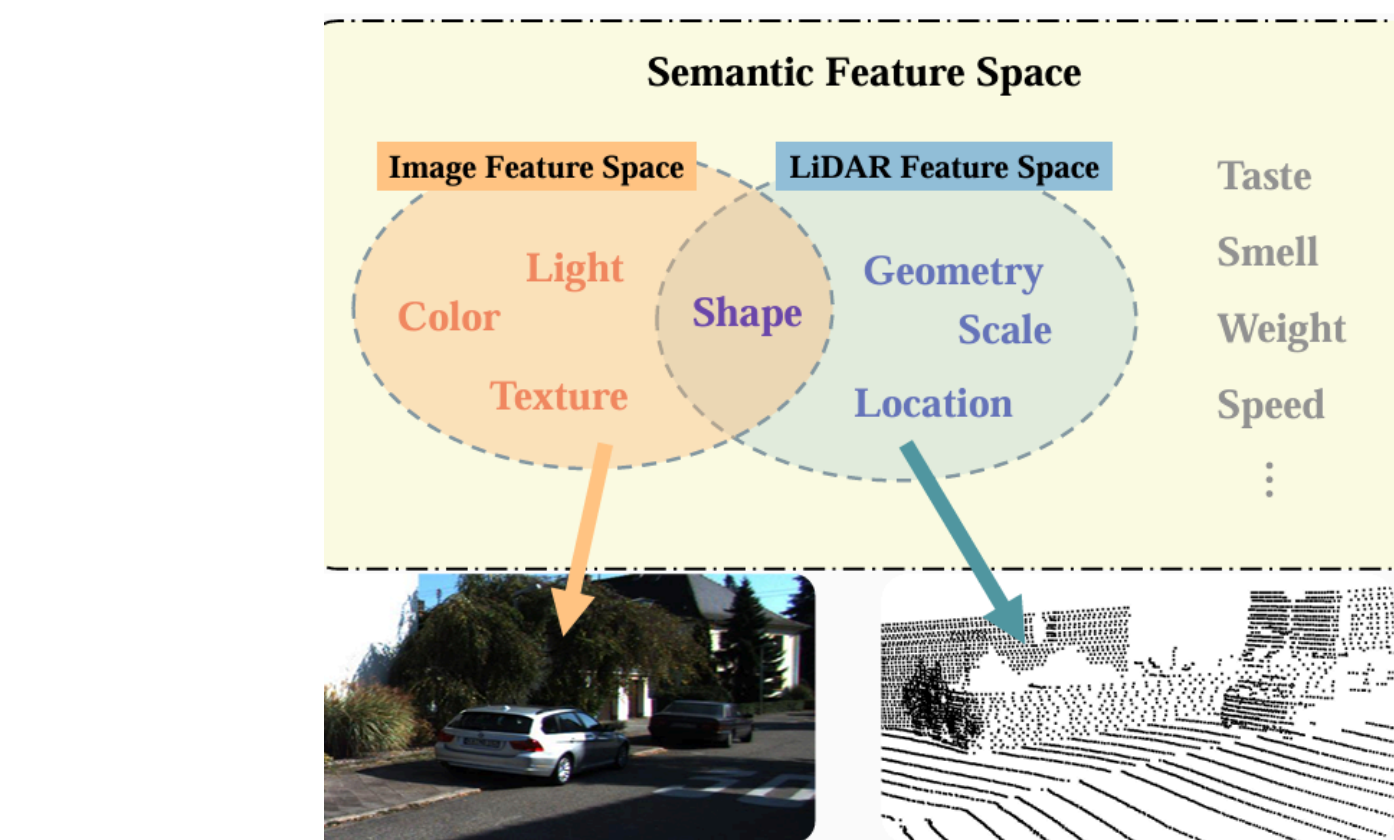 Semantic Feature Space
Image Feature Space
LiDAR Feature Space
Light
Color
Texture
Shape
Geometry
Scale
Location
Taste
Smell
Weight
Speed
⋮